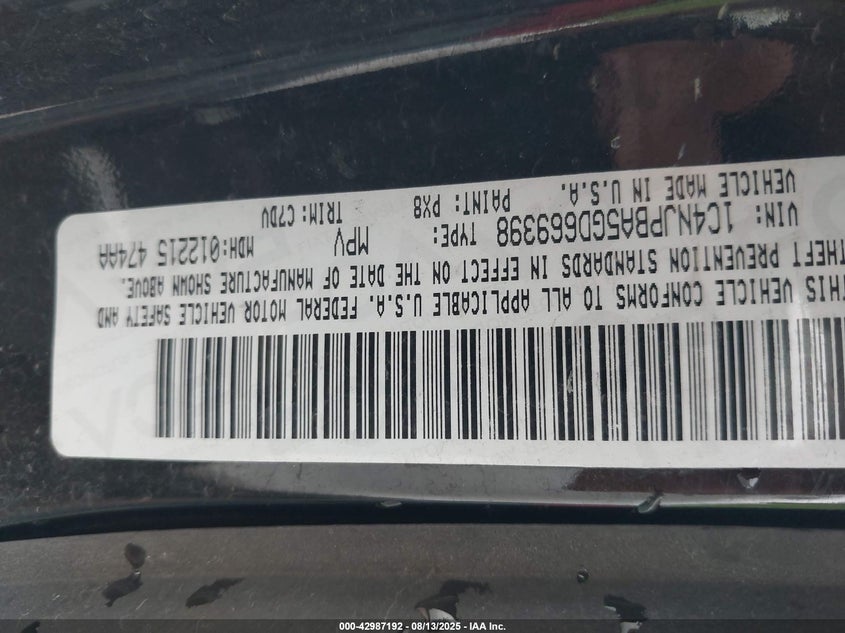 THIS VEHICLE CONFORMS TO ALL APPLICABLE U.S.A. FEDERAL MOTOR VEHICLE SAFETY AND
THEFT PREVENTION STANDARDS IN EFFECT ON THE DATE OF MANUFACTURE SHOWN ABOVE.
VIN: 1C4NJPBA5GD669398 TYPE: MPV MDH:012215 474AA
VEHICLE MADE IN U.S.A. PAINT: PX8 TRIM: C7DV
000-42987192 - 08/13/2025 - IAA Inc.